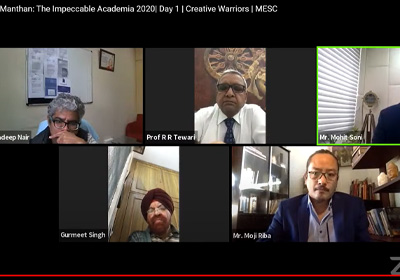 Manthan: The Impeccable Academia 2020| Day 1 | Creative Warriors | MESC
deep Nair
Prof R R Tewari
Mr. Mohit Soni
Gurmeet Singh
Mr. Moji Riba